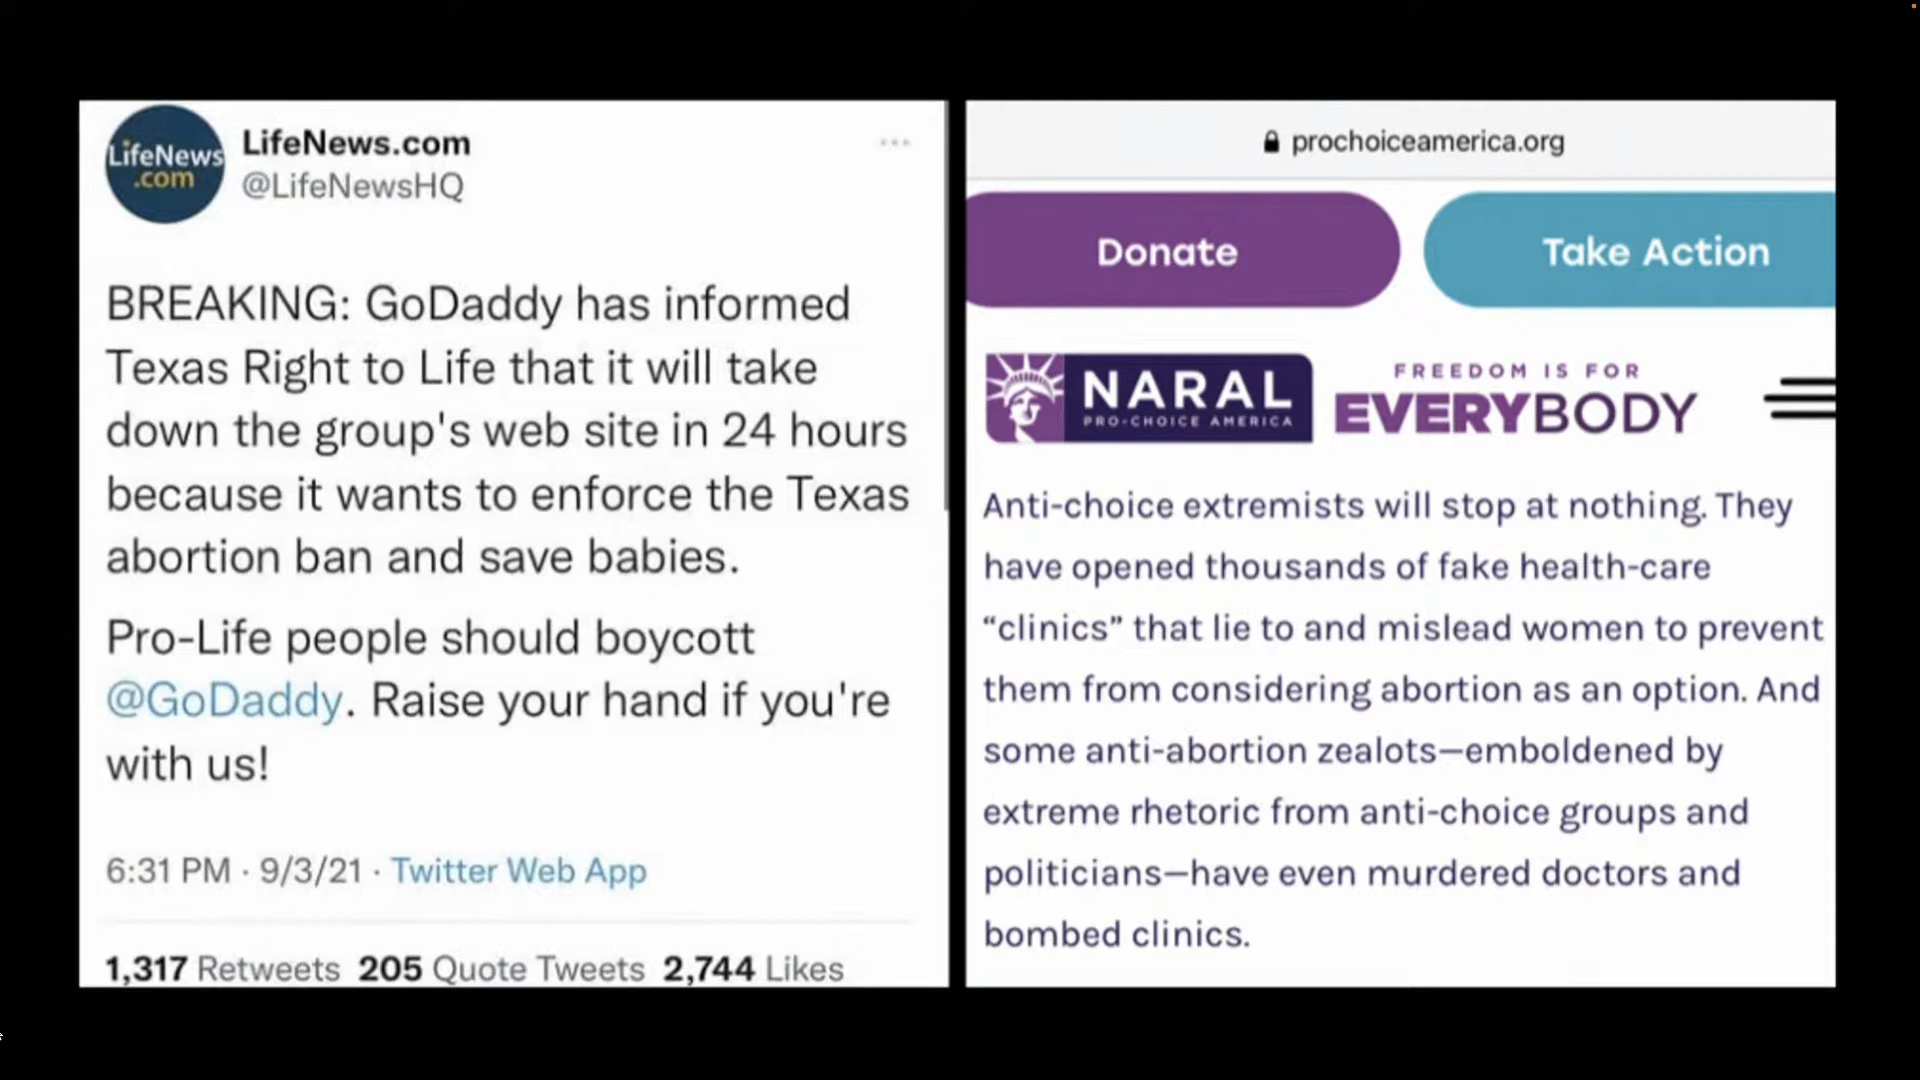 LifeNews
.com
LifeNews.com
@LifeNewsHQ
BREAKING: GoDaddy has informed
Texas Right to Life that it will take
down the group's web site in 24 hours
because it wants to enforce the Texas
abortion ban and save babies.
Pro-Life people should boycott
@GoDaddy. Raise your hand if you're
with us!
6:31 PM · 9/3/21 · Twitter Web App
1,317 Retweets 205 Quote Tweets 2,744 Likes
prochoiceamerica.org
Donate
Take Action
NARAL
PRO-CHOICE AMERICA
FREEDOM IS FOR
EVERYBODY
Anti-choice extremists will stop at nothing. They
have opened thousands of fake health-care
“clinics” that lie to and mislead women to prevent
them from considering abortion as an option. And
some anti-abortion zealots—emboldened by
extreme rhetoric from anti-choice groups and
politicians—have even murdered doctors and
bombed clinics.